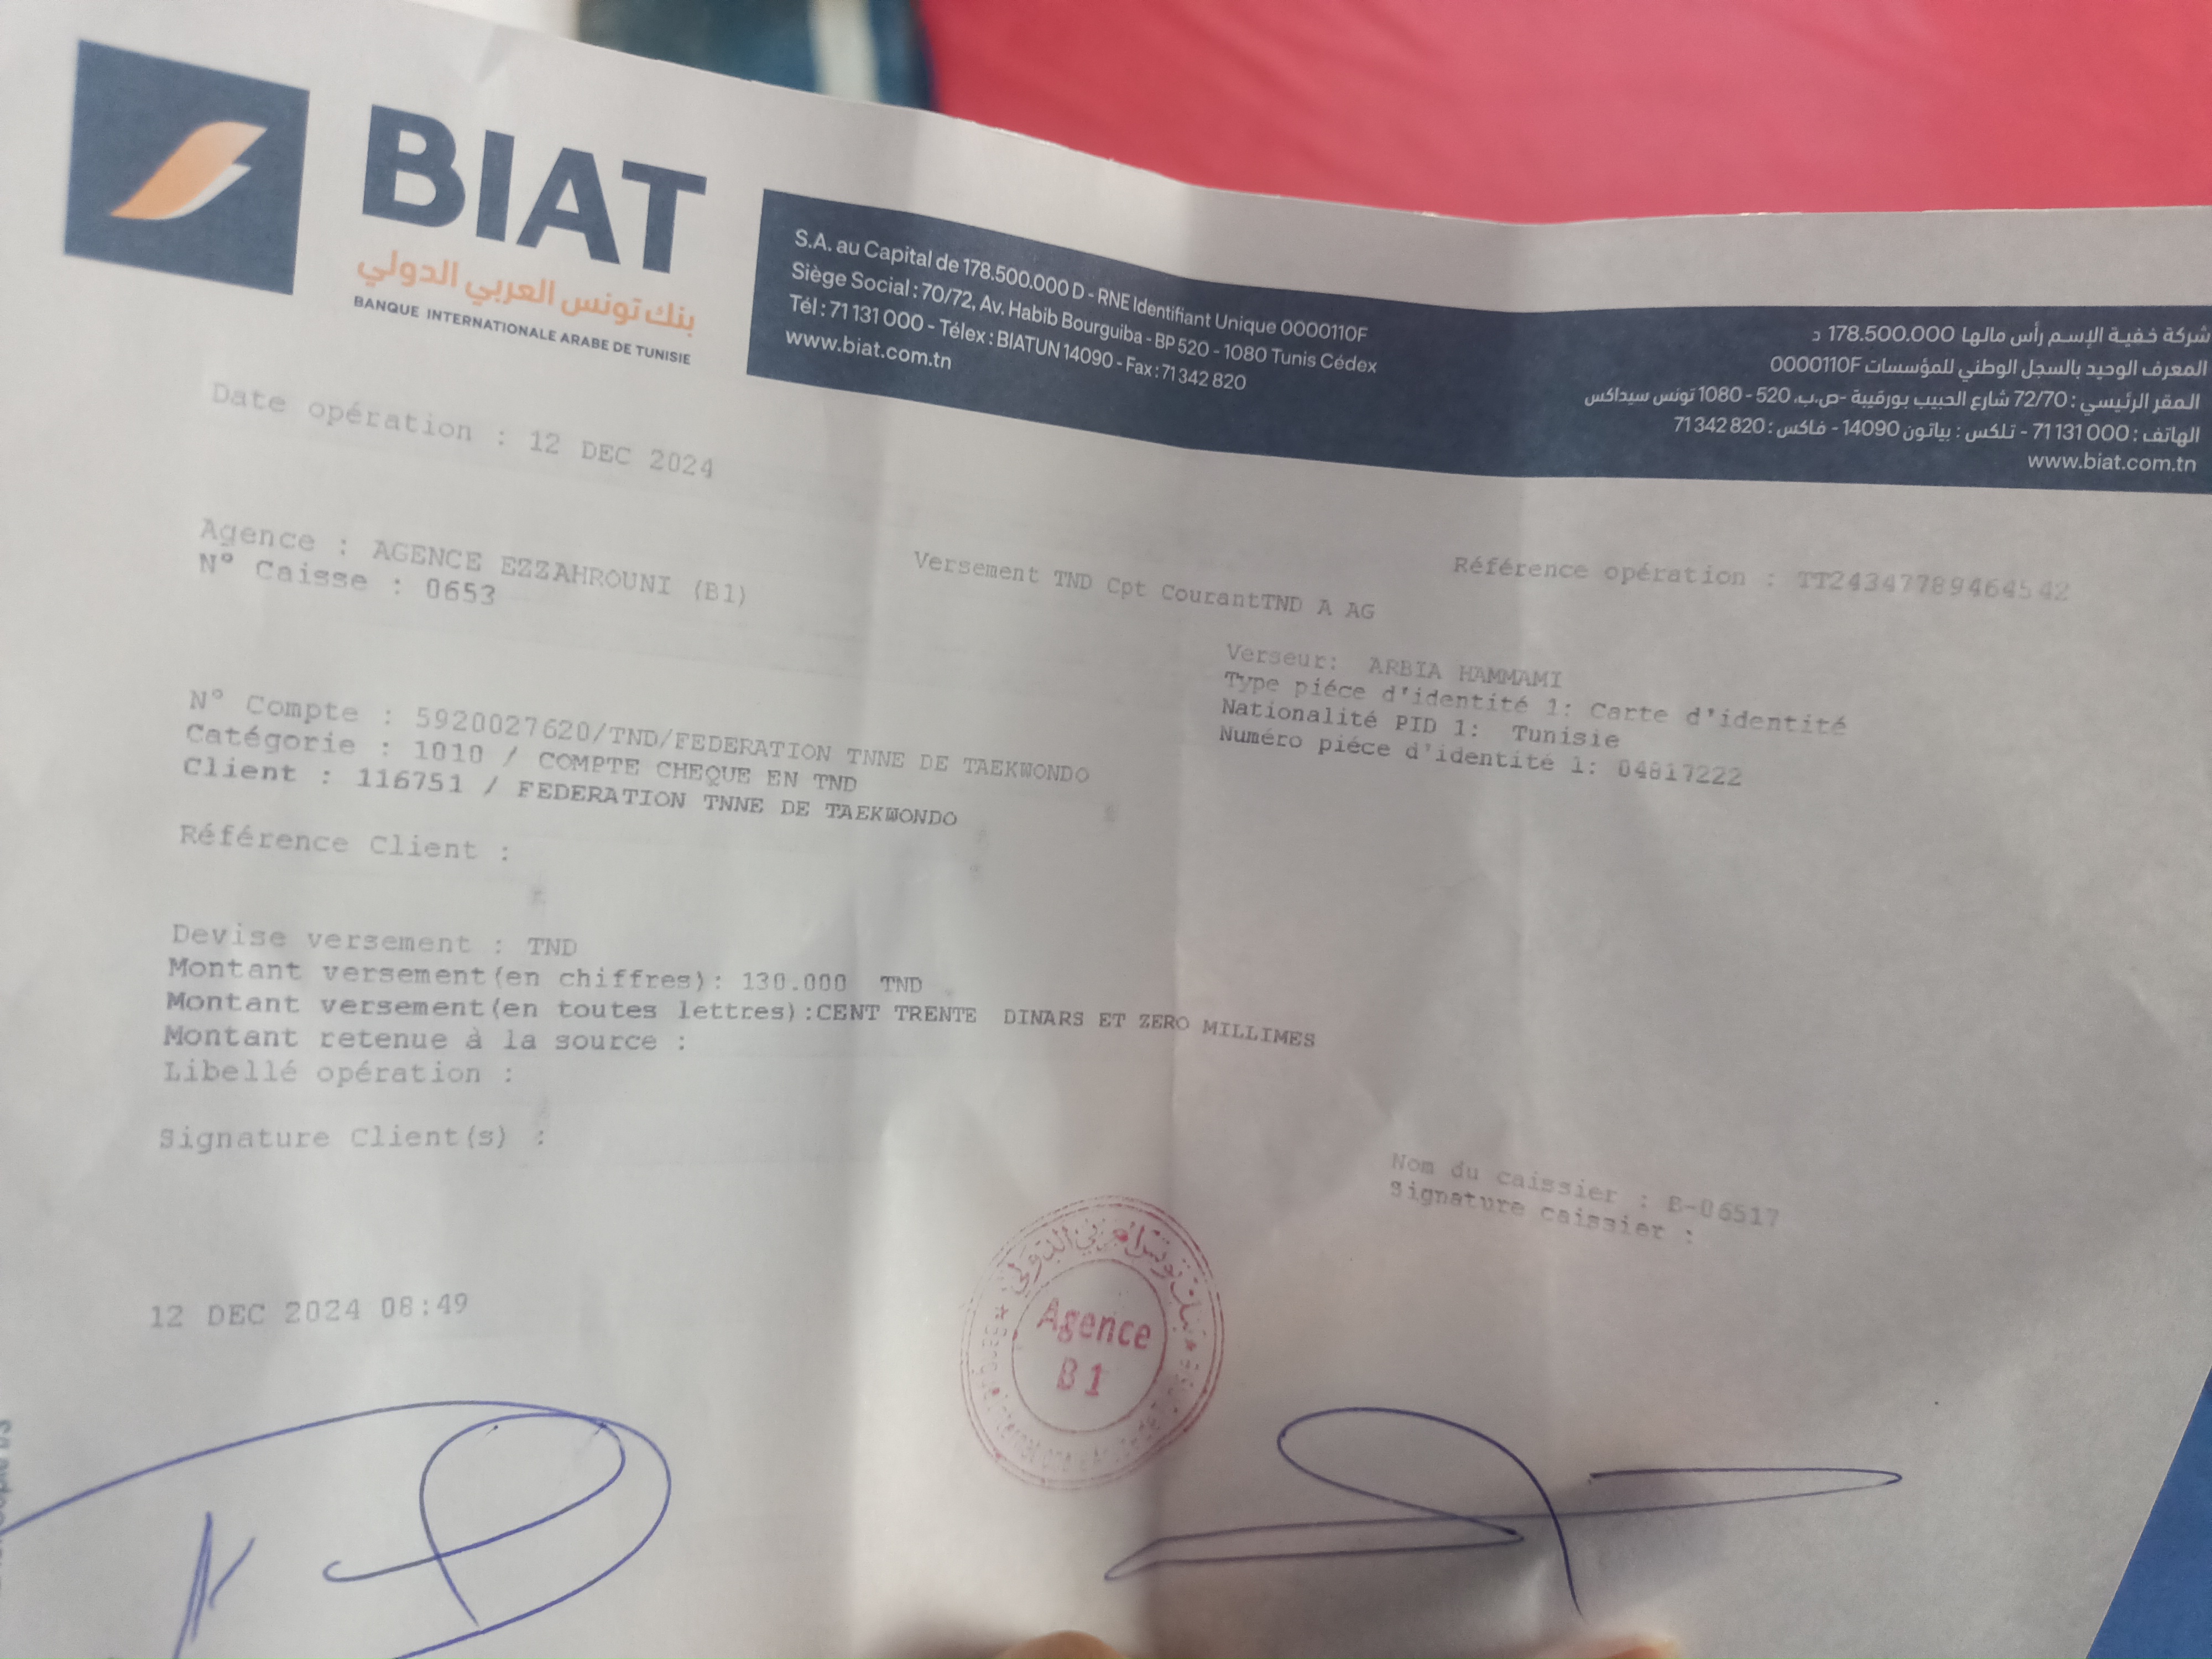 BIAT
بنك تونس العربي الدولي
BANQUE INTERNATIONALE ARABE DE TUNISIE
S.A. au Capital de 178.500.000 D - RNE Identifiant Unique 0000110F
Siège Social : 70/72, Av. Habib Bourguiba - BP 520 - 1080 Tunis Cédex
Tél : 71 131 000 - Télex : BIATUN 14090 - Fax : 71 342 820
www.biat.com.tn
شركة خفية الإسم رأس مالها 178.500.000 د
المعرف الوحيد بالسجل الوطني للمؤسسات 0000110F
المقر الرئيسي : 72/70 شارع الحبيب بورقيبة -ص.ب. 520 - 1080 تونس سيداكس
الهاتف : 71 131 000 - تلكس : بياتون 14090 - فاكس : 71 342 820
www.biat.com.tn
Date opération : 12 DEC 2024
Agence : AGENCE EZZAHROUNI (B1)
N° Caisse : 0653
Versement TND Cpt CourantTND A AG
Référence opération : TT24347789464542
Verseur: ARBIA HAMMAMI
Type piéce d'identité 1: Carte d'identité
Nationalité PID 1: Tunisie
Numéro piéce d'identité 1: 04817222
N° Compte : 5920027620/TND/FEDERATION TNNE DE TAEKWONDO
Catégorie : 1010 / COMPTE CHEQUE EN TND
Client : 116751 / FEDERATION TNNE DE TAEKWONDO
Référence Client :
Devise versement : TND
Montant versement(en chiffres): 130.000 TND
Montant versement(en toutes lettres):CENT TRENTE DINARS ET ZERO MILLIMES
Montant retenue à la source :
Libellé opération :
Signature Client(s) :
Nom du caissier : E-06517
Signature caissier :
12 DEC 2024 08:49
بنك تونس العربي الدولي
Agence
B1